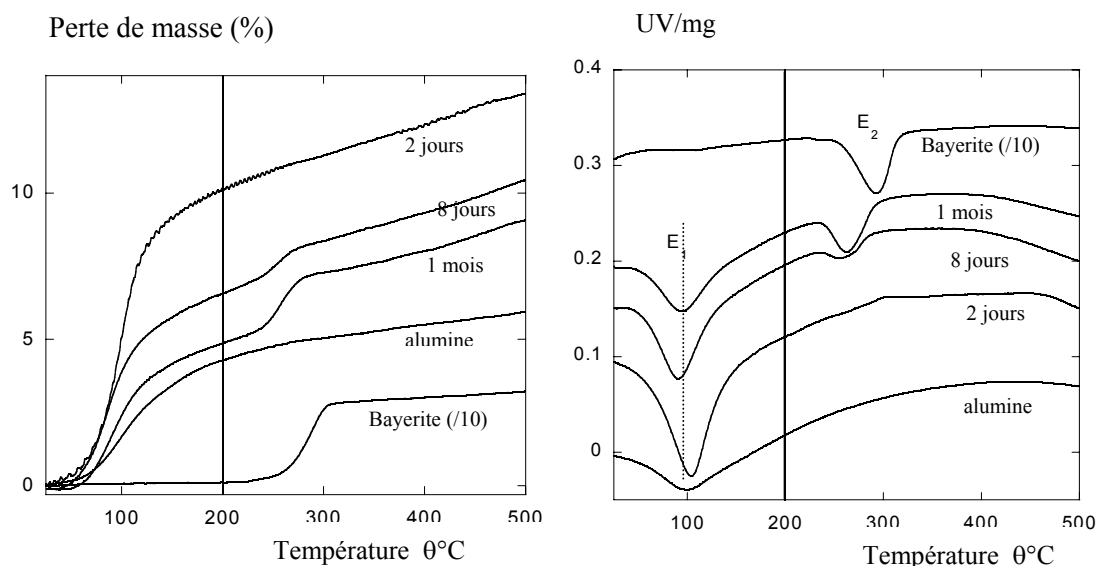 Perte de masse (%)
10
5
0
2 jours
8 jours
1 mois
alumine
Bayerite (/10)
100
200
300
400
500
Température θ°C
UV/mg
0.4
0.3
0.2
0.1
0
E2
Bayerite (/10)
E1
1 mois
8 jours
2 jours
alumine
100
200
300
400
500
Température θ°C